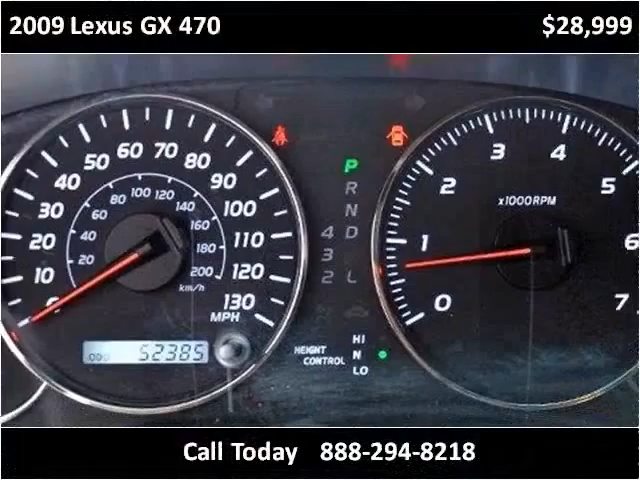 2009 Lexus GX 470 $28,999
0 10 20 30 40 50 60 70 80 90 100 110 120 130
MPH
20 40 60 80 100 120 140 160 180 200
km/h
52385
P
R
N
4 D
3
2 L
HEIGHT CONTROL
HI
N
LO
0 1 2 3 4 5 6 7
x1000RPM
Call Today 888-294-8218